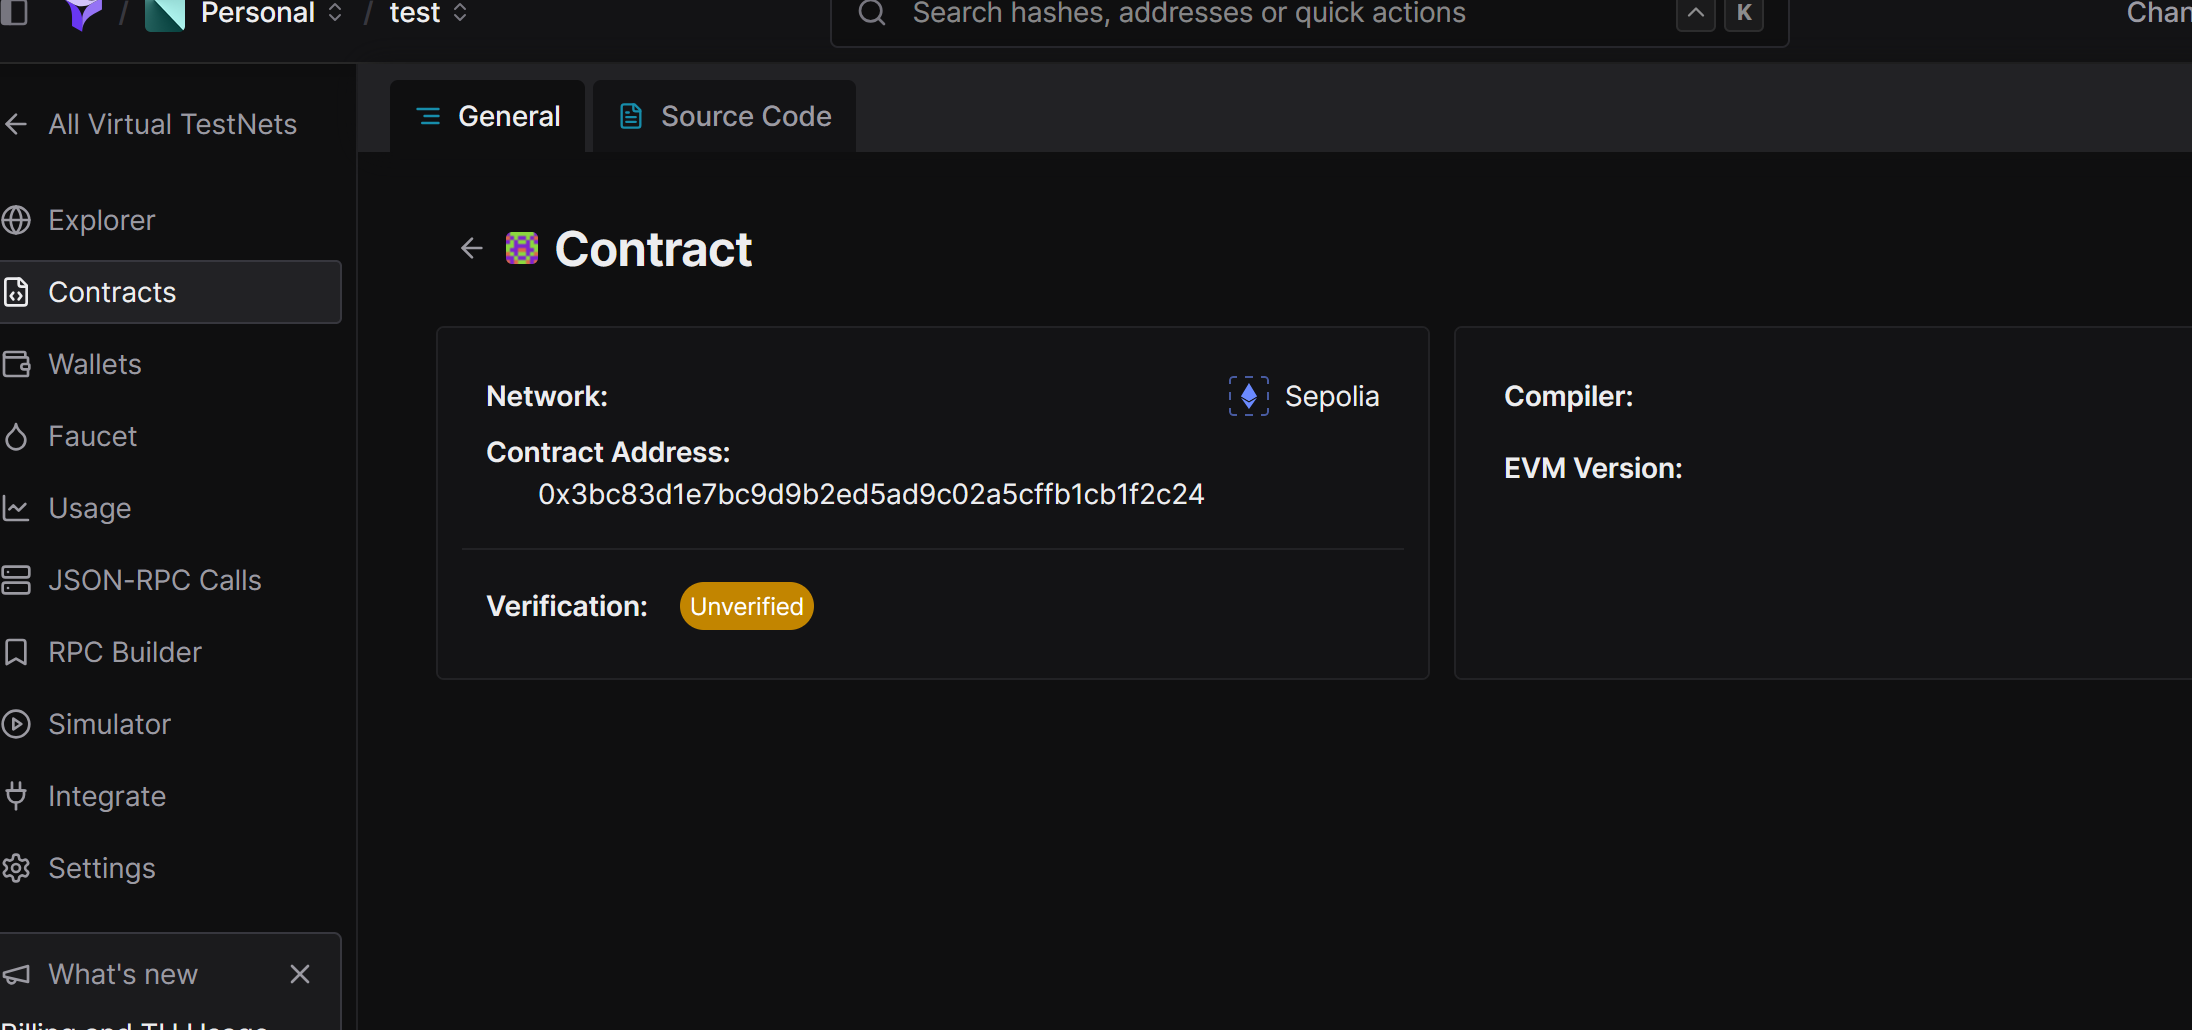 Personal / test
Search hashes, addresses or quick actions
K
All Virtual TestNets
General
Source Code
Explorer
Contracts
Wallets
Faucet
Usage
JSON-RPC Calls
RPC Builder
Simulator
Integrate
Settings
What's new
Contract
Network:
Sepolia
Contract Address:
0x3bc83d1e7bc9d9b2ed5ad9c02a5cffb1cb1f2c24
Verification:
Unverified
Compiler:
EVM Version: